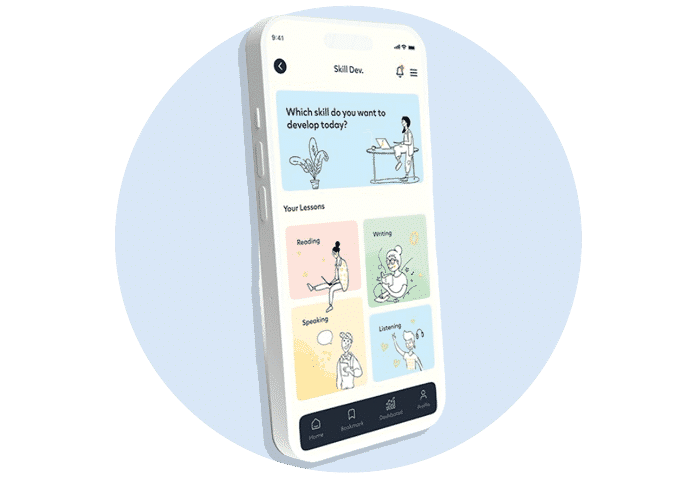 9:41
Skill Dev.
Which skill do you want to
develop today?
Your Lessons
Reading
Writing
Speaking
Listening
Home
Bookmark
Dashboard
Profile